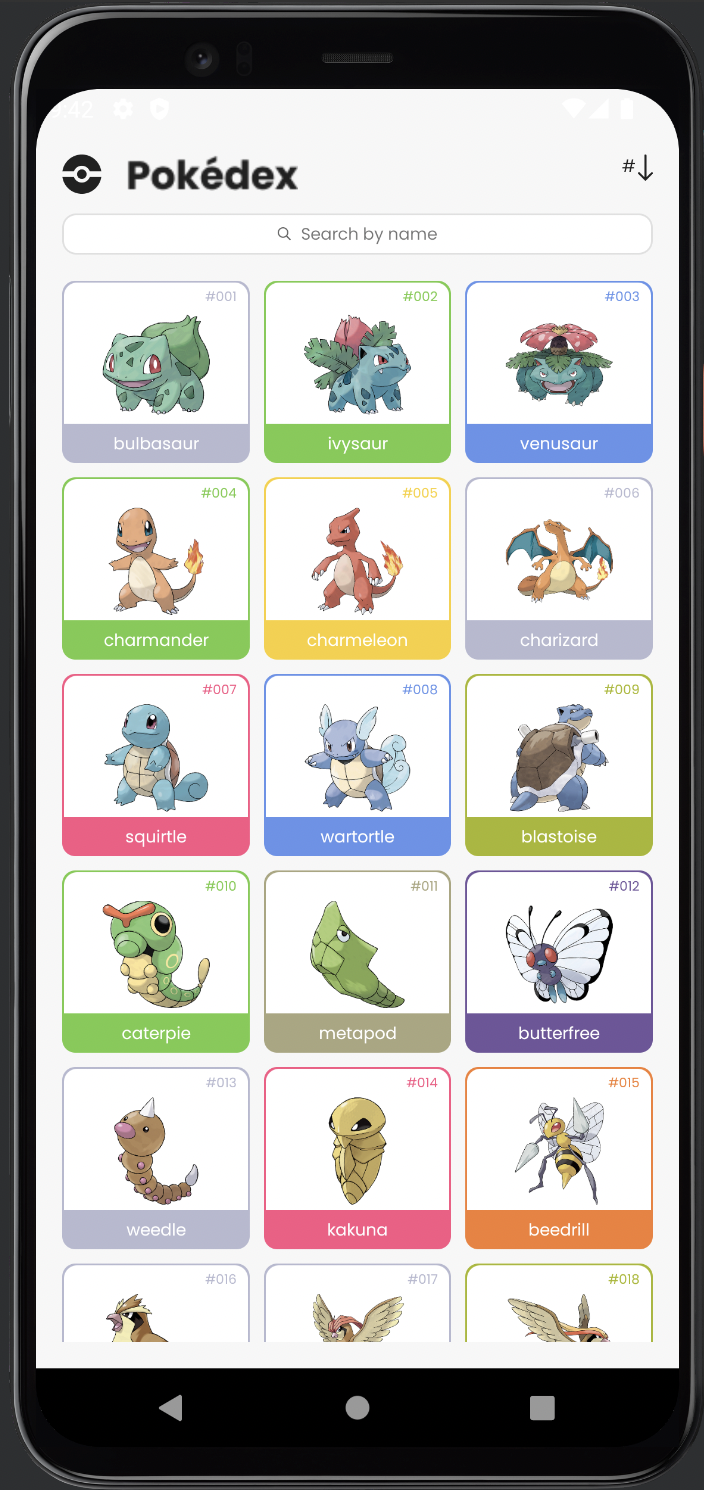 :42
Pokédex
#↓
Search by name
#001 #002 #003
bulbasaur ivysaur venusaur
#004 #005 #006
charmander charmeleon charizard
#007 #008 #009
squirtle wartortle blastoise
#010 #011 #012
caterpie metapod butterfree
#013 #014 #015
weedle kakuna beedrill
#016 #017 #018